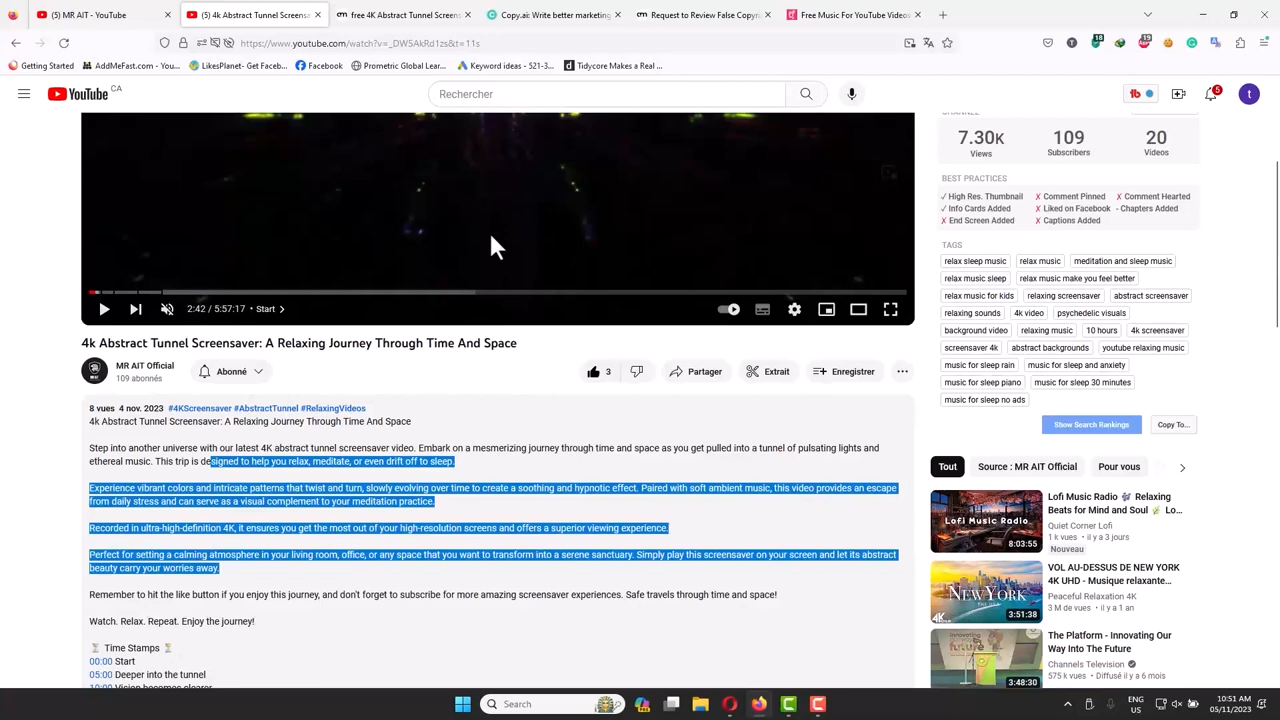 (5) MR AIT - YouTube
(5) 4k Abstract Tunnel Screensa
free 4K Abstract Tunnel Screens
Copy.ai: Write better marketing
Request to Review False Copyri
Free Music For YouTube Videos
https://www.youtube.com/watch?v=_DWSAkRd1zs&t=11s
18
19
Getting Started
AddMeFast.com - You...
LikesPlanet- Get Faceb...
Facebook
Prometric Global Lear...
Keyword ideas - 521-3...
Tidycore Makes a Real ...
YouTube CA
Rechercher
tb
5
t
7.30K
Views
109
Subscribers
20
Videos
BEST PRACTICES
✓ High Res. Thumbnail
✗ Comment Pinned
✗ Comment Hearted
✓ Info Cards Added
✗ Liked on Facebook
- Chapters Added
✗ End Screen Added
✗ Captions Added
TAGS
relax sleep music
relax music
meditation and sleep music
relax music sleep
relax music make you feel better
relax music for kids
relaxing screensaver
abstract screensaver
relaxing sounds
4k video
psychedelic visuals
background video
relaxing music
10 hours
4k screensaver
screensaver 4k
abstract backgrounds
youtube relaxing music
music for sleep rain
music for sleep and anxiety
music for sleep piano
music for sleep 30 minutes
music for sleep no ads
Show Search Rankings
Copy To...
2:42 / 5:57:17 • Start
4k Abstract Tunnel Screensaver: A Relaxing Journey Through Time And Space
MR AIT Official
109 abonnés
Abonné
3
Partager
Extrait
Enregistrer
8 vues 4 nov. 2023 #4KScreensaver #AbstractTunnel #RelaxingVideos
4k Abstract Tunnel Screensaver: A Relaxing Journey Through Time And Space
Step into another universe with our latest 4K abstract tunnel screensaver video. Embark on a mesmerizing journey through time and space as you get pulled into a tunnel of pulsating lights and
ethereal music. This trip is designed to help you relax, meditate, or even drift off to sleep.
Experience vibrant colors and intricate patterns that twist and turn, slowly evolving over time to create a soothing and hypnotic effect. Paired with soft ambient music, this video provides an escape
from daily stress and can serve as a visual complement to your meditation practice.
Recorded in ultra-high-definition 4K, it ensures you get the most out of your high-resolution screens and offers a superior viewing experience.
Perfect for setting a calming atmosphere in your living room, office, or any space that you want to transform into a serene sanctuary. Simply play this screensaver on your screen and let its abstract
beauty carry your worries away.
Remember to hit the like button if you enjoy this journey, and don't forget to subscribe for more amazing screensaver experiences. Safe travels through time and space!
Watch. Relax. Repeat. Enjoy the journey!
⏳ Time Stamps ⏳
00:00 Start
05:00 Deeper into the tunnel
10:00 Vision becomes clearer
Tout
Source : MR AIT Official
Pour vous
Lofi Music Radio
8:03:55
Lofi Music Radio 🌌 Relaxing
Beats for Mind and Soul 🌿 Lo...
Quiet Corner Lofi
1 k vues • il y a 3 jours
Nouveau
NEW YORK
4K
3:51:38
VOL AU-DESSUS DE NEW YORK
4K UHD - Musique relaxante...
Peaceful Relaxation 4K
3 M de vues • il y a 1 an
3:48:30
The Platform - Innovating Our
Way Into The Future
Channels Television
575 k vues • Diffusé il y a 6 mois
Search
ENG
US
10:51 AM
05/11/2023